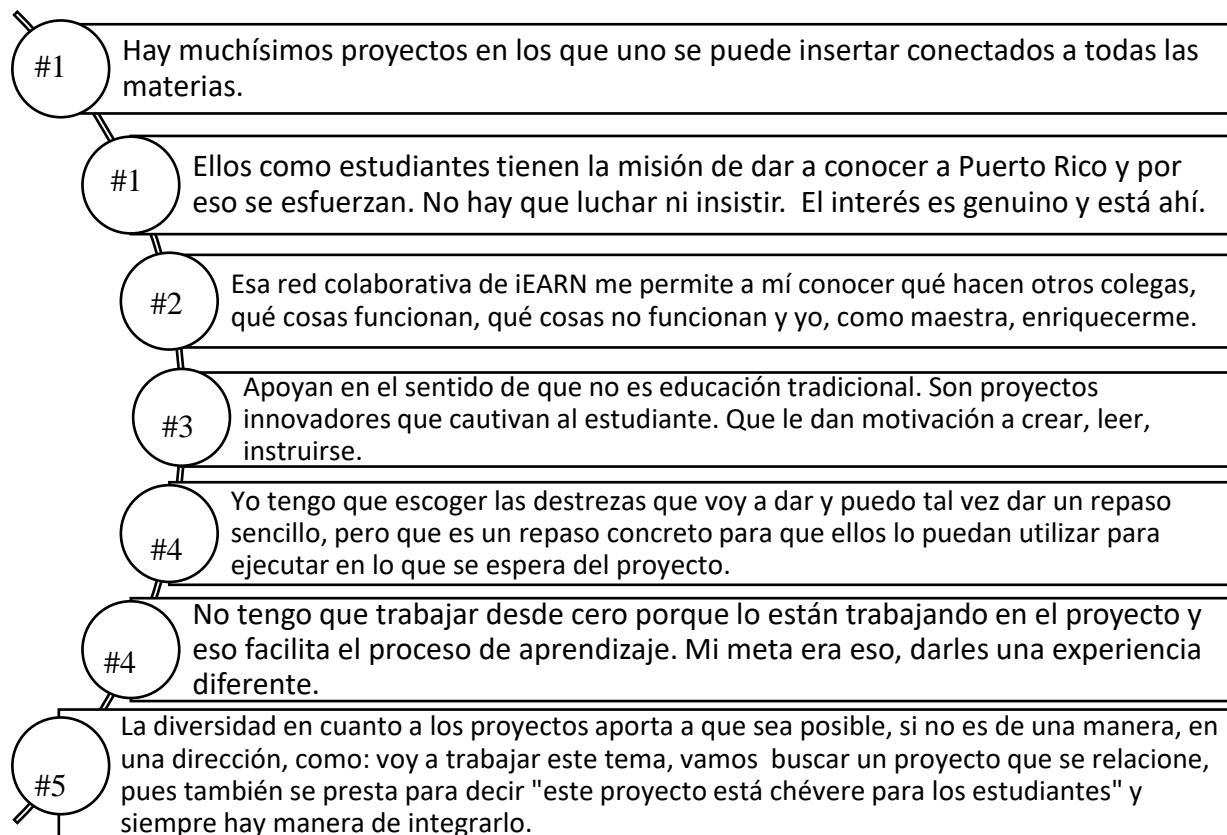 #1
Hay muchísimos proyectos en los que uno se puede insertar conectados a todas las
materias.
#1
Ellos como estudiantes tienen la misión de dar a conocer a Puerto Rico y por
eso se esfuerzan. No hay que luchar ni insistir.  El interés es genuino y está ahí.
#2
Esa red colaborativa de iEARN me permite a mí conocer qué hacen otros colegas,
qué cosas funcionan, qué cosas no funcionan y yo, como maestra, enriquecerme.
#3
Apoyan en el sentido de que no es educación tradicional. Son proyectos
innovadores que cautivan al estudiante. Que le dan motivación a crear, leer,
instruirse.
#4
Yo tengo que escoger las destrezas que voy a dar y puedo tal vez dar un repaso
sencillo, pero que es un repaso concreto para que ellos lo puedan utilizar para
ejecutar en lo que se espera del proyecto.
#4
No tengo que trabajar desde cero porque lo están trabajando en el proyecto y
eso facilita el proceso de aprendizaje. Mi meta era eso, darles una experiencia
diferente.
#5
La diversidad en cuanto a los proyectos aporta a que sea posible, si no es de una manera, en
una dirección, como: voy a trabajar este tema, vamos  buscar un proyecto que se relacione,
pues también se presta para decir "este proyecto está chévere para los estudiantes" y
siempre hay manera de integrarlo.